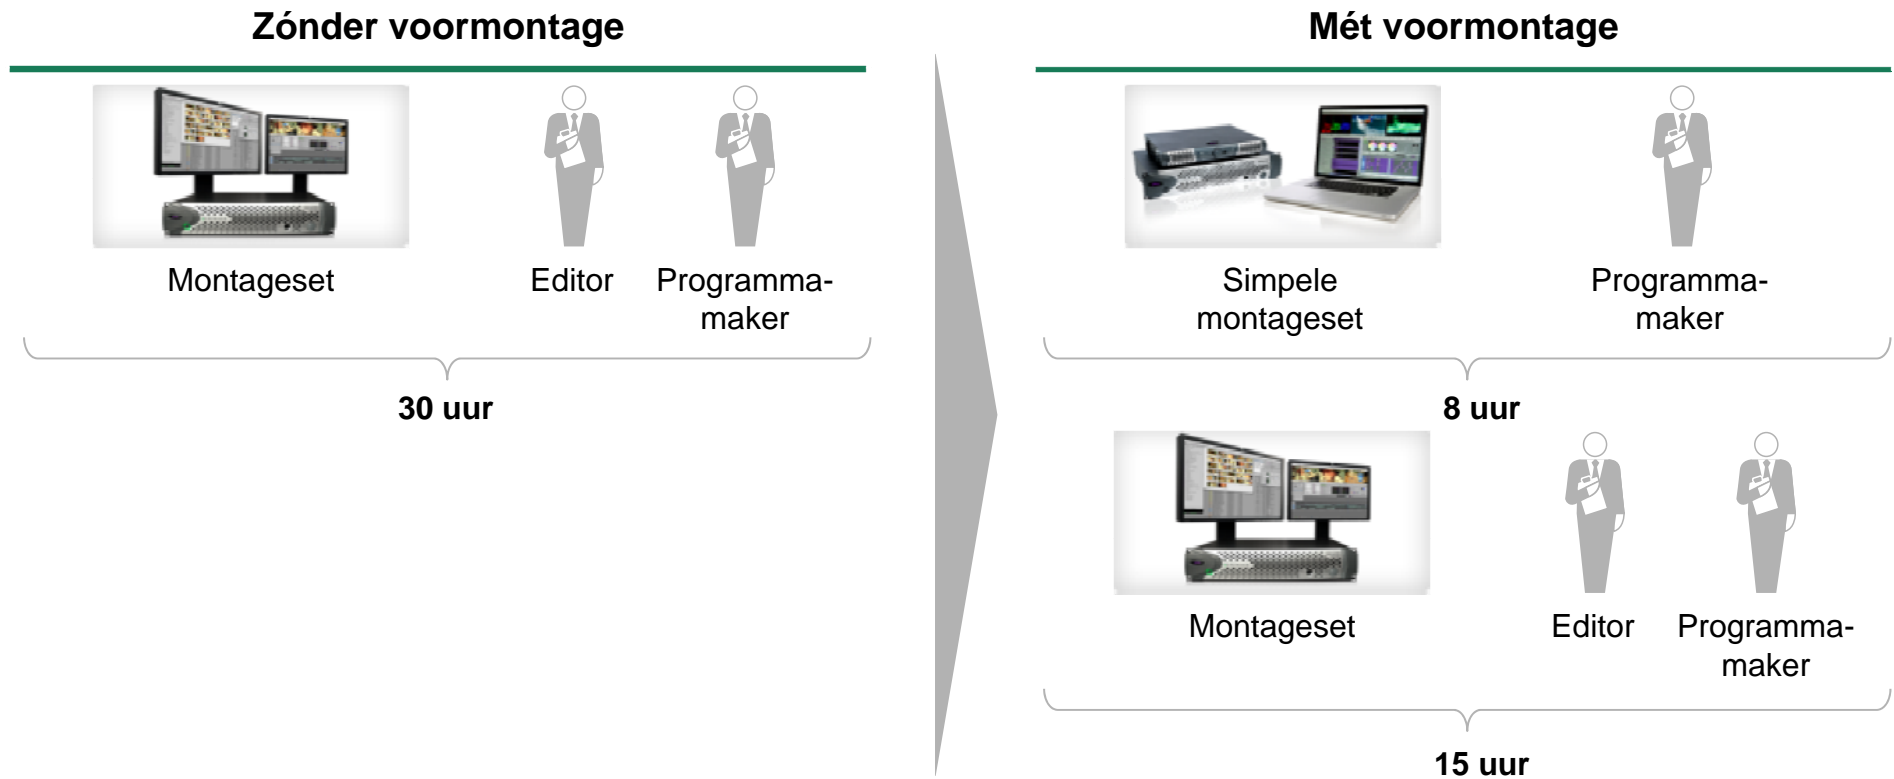 Zónder voormontage
Montageset
Editor
Programma-
maker
30 uur
Mét voormontage
Simpele
montageset
Programma-
maker
8 uur
Montageset
Editor
Programma-
maker
15 uur